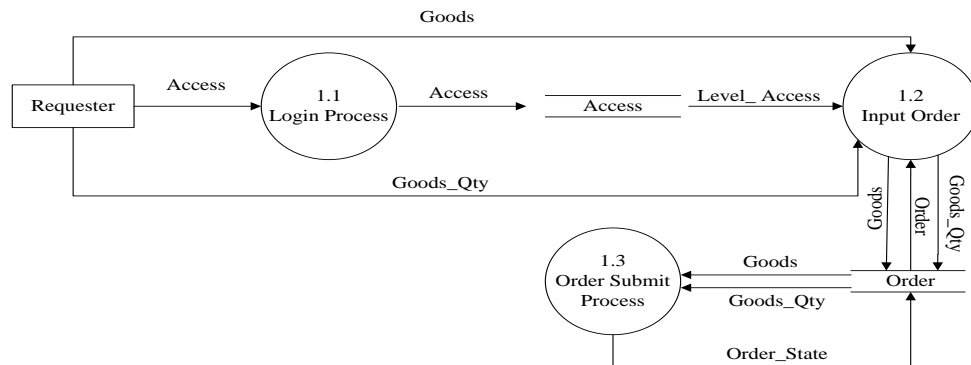 Goods
Requester
Access
1.1
Login Process
Access
Access
Level_ Access
1.2
Input Order
Goods_Qty
Goods
Order
Goods_Qty
1.3
Order Submit
Process
Goods
Goods_Qty
Order
Order_State